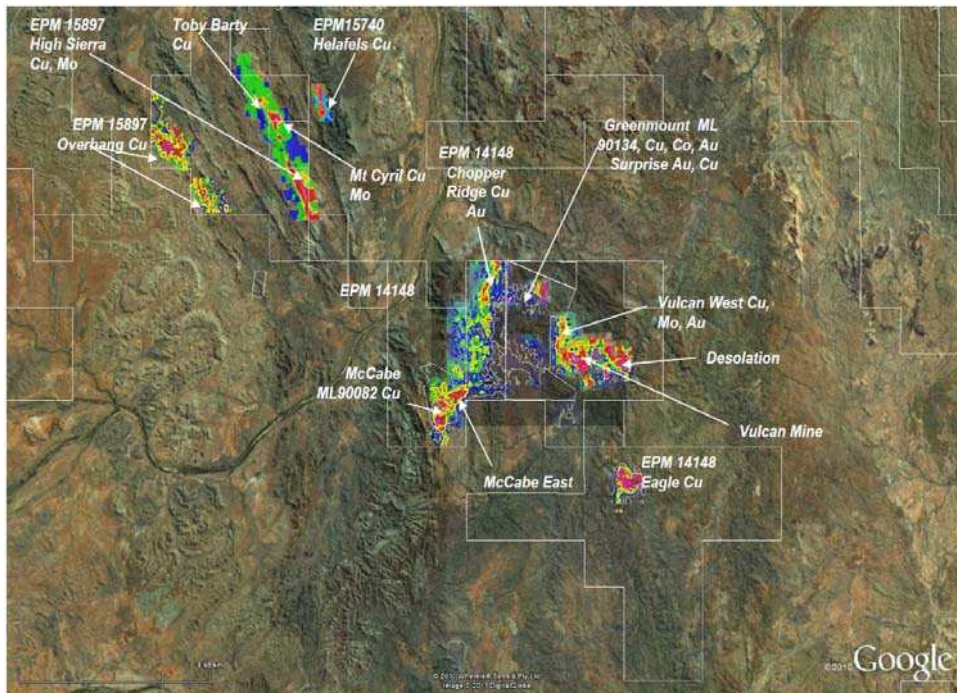 EPM 15897
High Sierra
Cu, Mo
Toby Barty
Cu
EPM15740
Helafels Cu
EPM 15897
Overbang Cu
Mt Cyril Cu
Mo
EPM 14148
Chopper
Ridge Cu
Au
Greenmount ML
90134, Cu, Co, Au
Surprise Au, Cu
EPM 14148
Vulcan West Cu,
Mo, Au
Desolation
McCabe
ML90082 Cu
Vulcan Mine
McCabe East
EPM 14148
Eagle Cu
©2010 Google